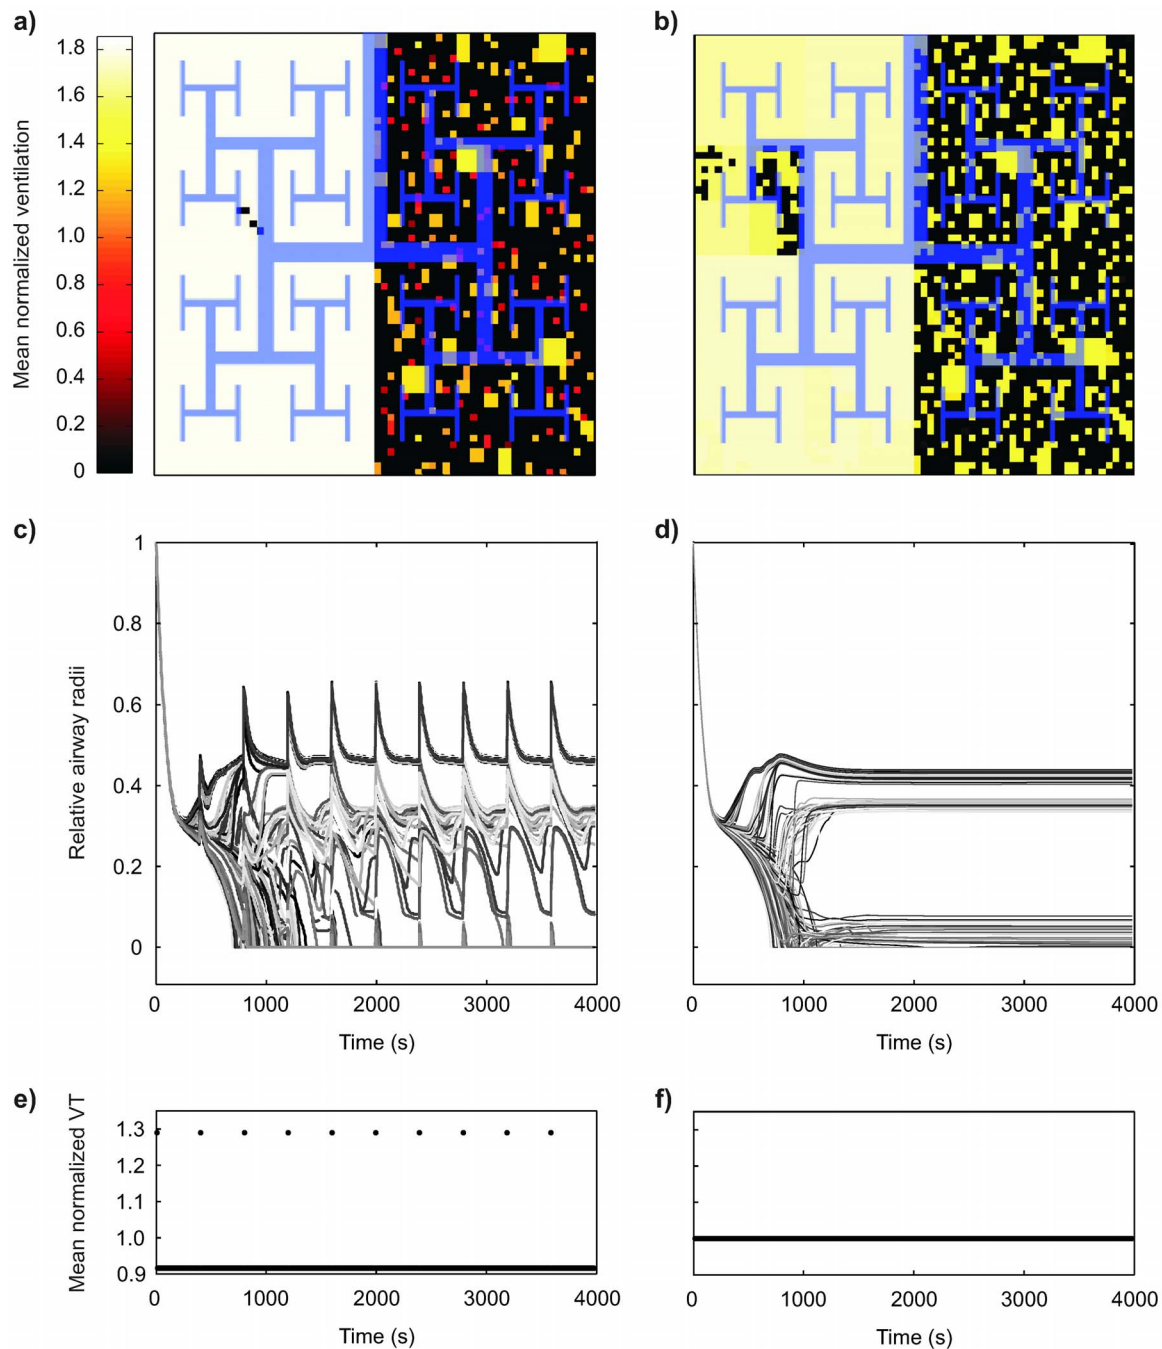 a)
b)
Mean normalized ventilation
1.8
1.6
1.4
1.2
1.0
0.8
0.6
0.4
0.2
0
c)
d)
Relative airway radii
1
0.8
0.6
0.4
0.2
0
0 1000 2000 3000 4000
0 1000 2000 3000 4000
Time (s)
Time (s)
e)
f)
Mean normalized VT
1.3
1.2
1.1
1.0
0.9
0 1000 2000 3000 4000
0 1000 2000 3000 4000
Time (s)
Time (s)